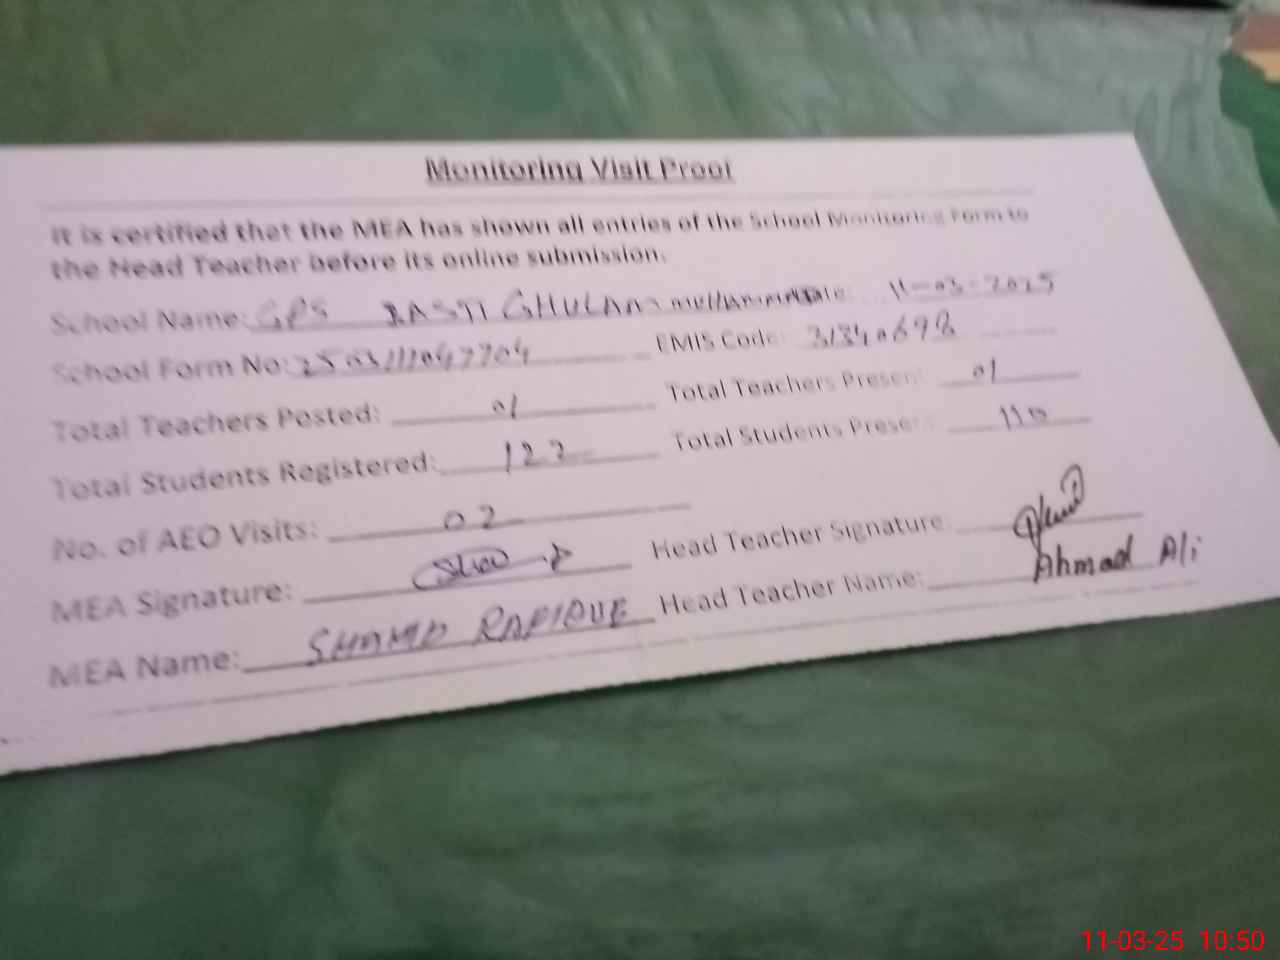 Monitoring Visit Proof
It is certified that the MEA has shown all entries of the School Monitoring Form to
the Head Teacher before its online submission.
School Name: GPS BASTI GHULAM MUHAMMAD Date: 11-03-2025
School Form No: 2503111047704 EMIS Code: 31340698
Total Teachers Posted: 01 Total Teachers Present 01
Total Students Registered: 122 Total Students Present: 110
No. of AEO Visits: 02
MEA Signature: Head Teacher Signature
MEA Name: RAFIQUE Head Teacher Name: Ahmad Ali
11-03-25 10:50